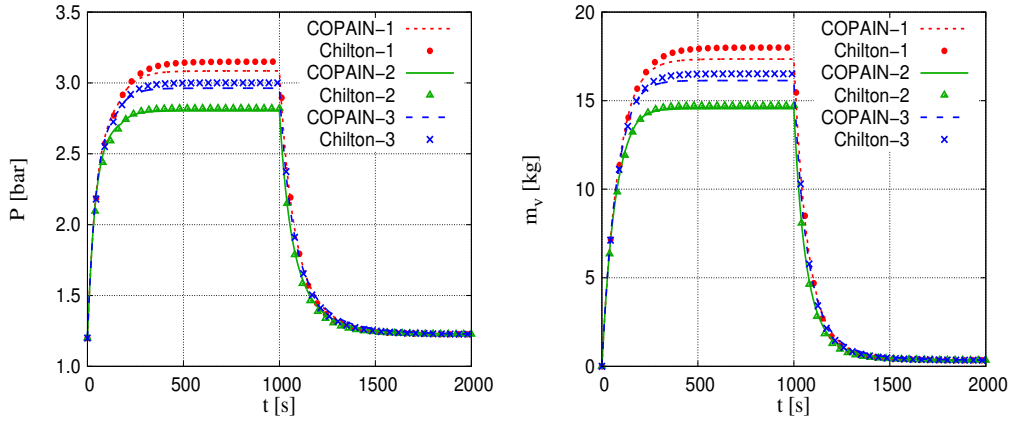 3.5
3.0
2.5
2.0
1.5
1.0
0
500
1000
1500
2000
P [bar]
t [s]
COPAIN−1
Chilton−1
COPAIN−2
Chilton−2
COPAIN−3
Chilton−3
20
15
10
5
0
0
500
1000
1500
2000
m_v [kg]
t [s]
COPAIN−1
Chilton−1
COPAIN−2
Chilton−2
COPAIN−3
Chilton−3